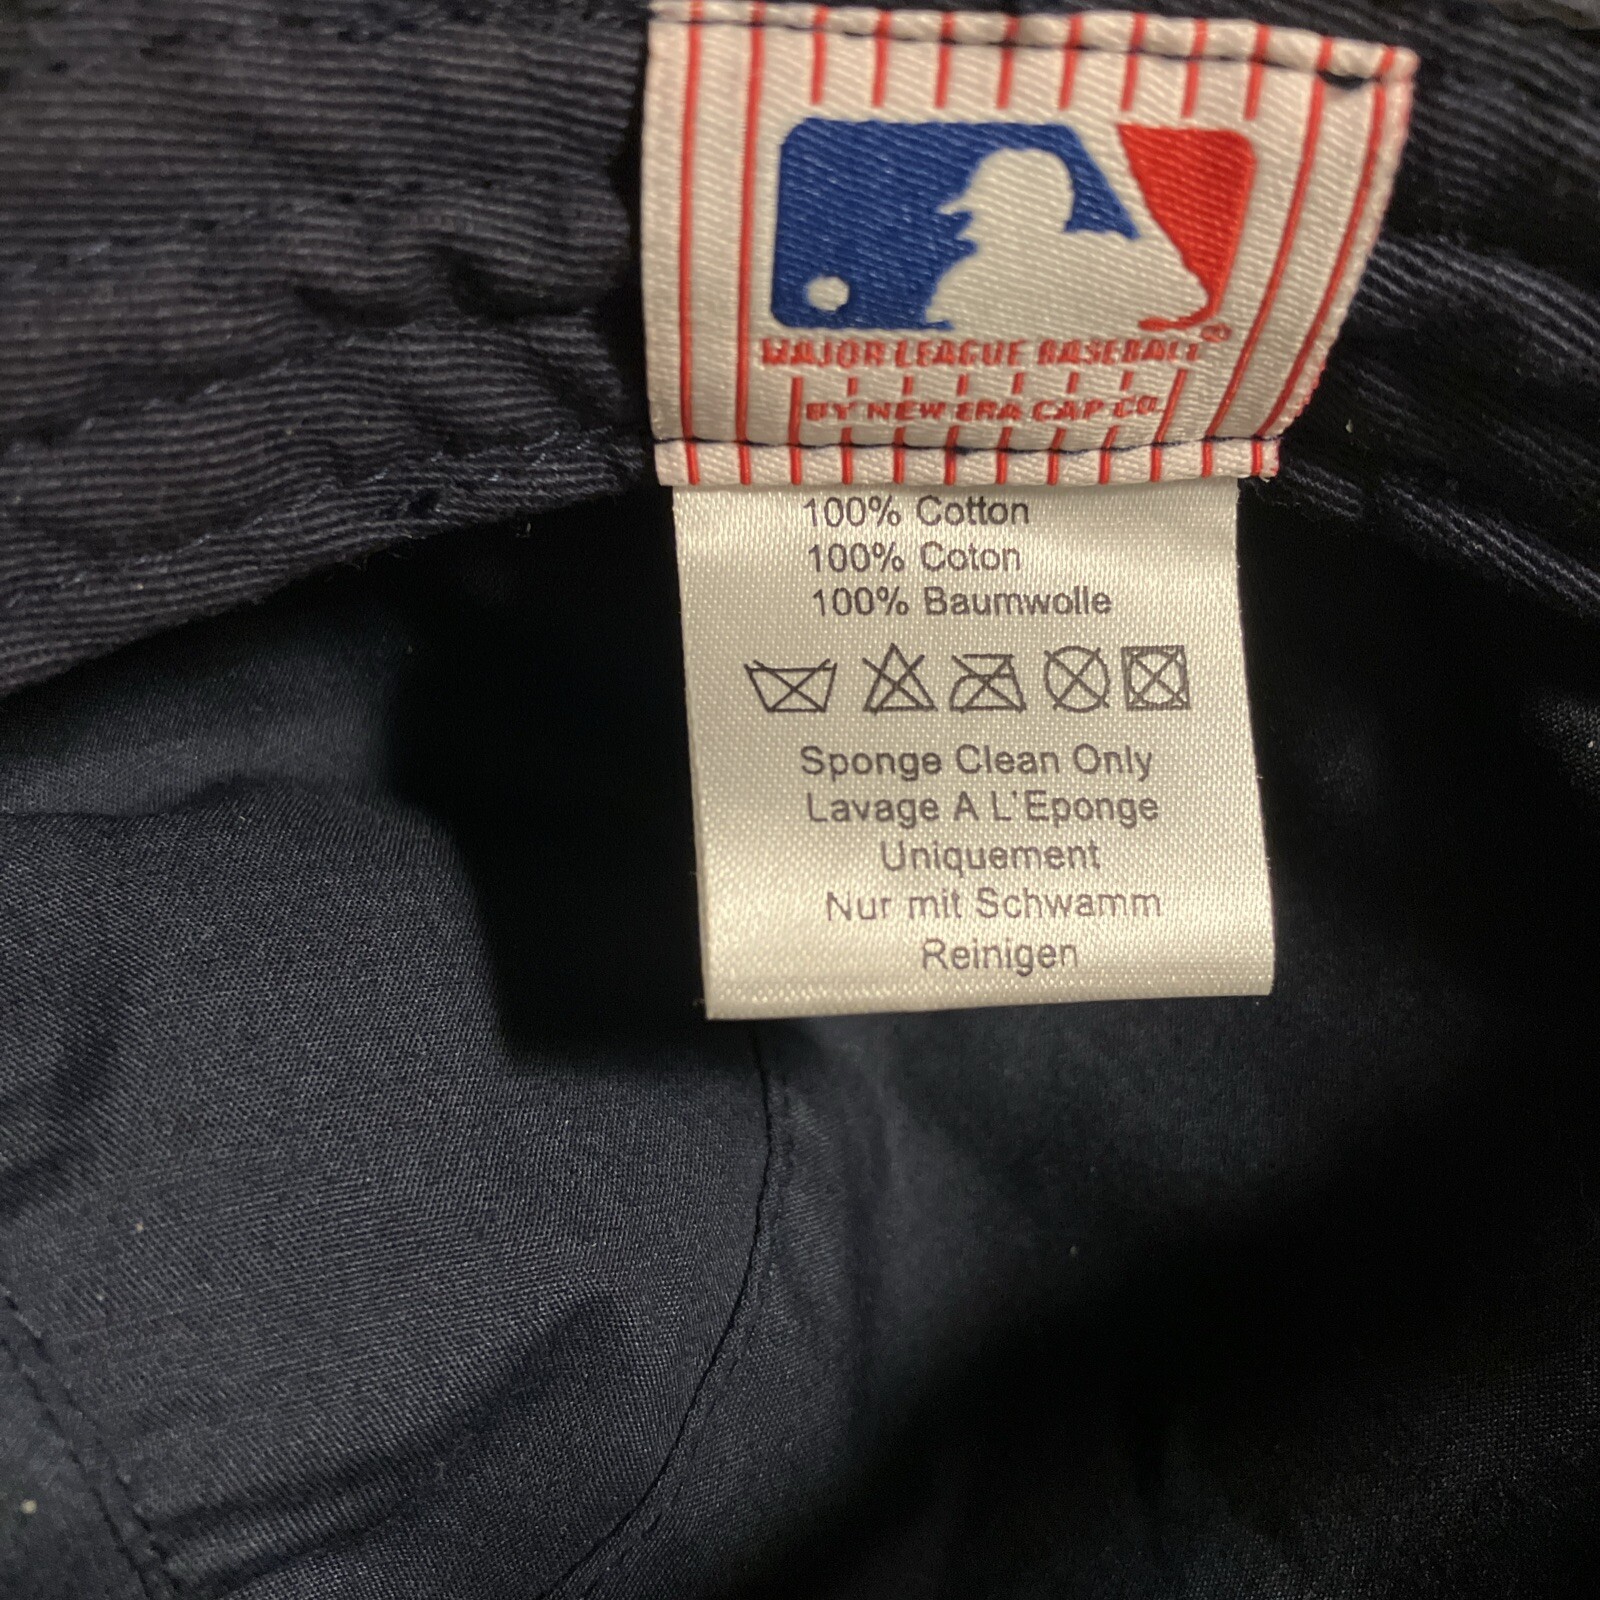 MAJOR LEAGUE BASEBALL®
BY NEW ERA CAP CO.
100% Cotton
100% Coton
100% Baumwolle
Sponge Clean Only
Lavage A L'Eponge
Uniquement
Nur mit Schwamm
Reinigen